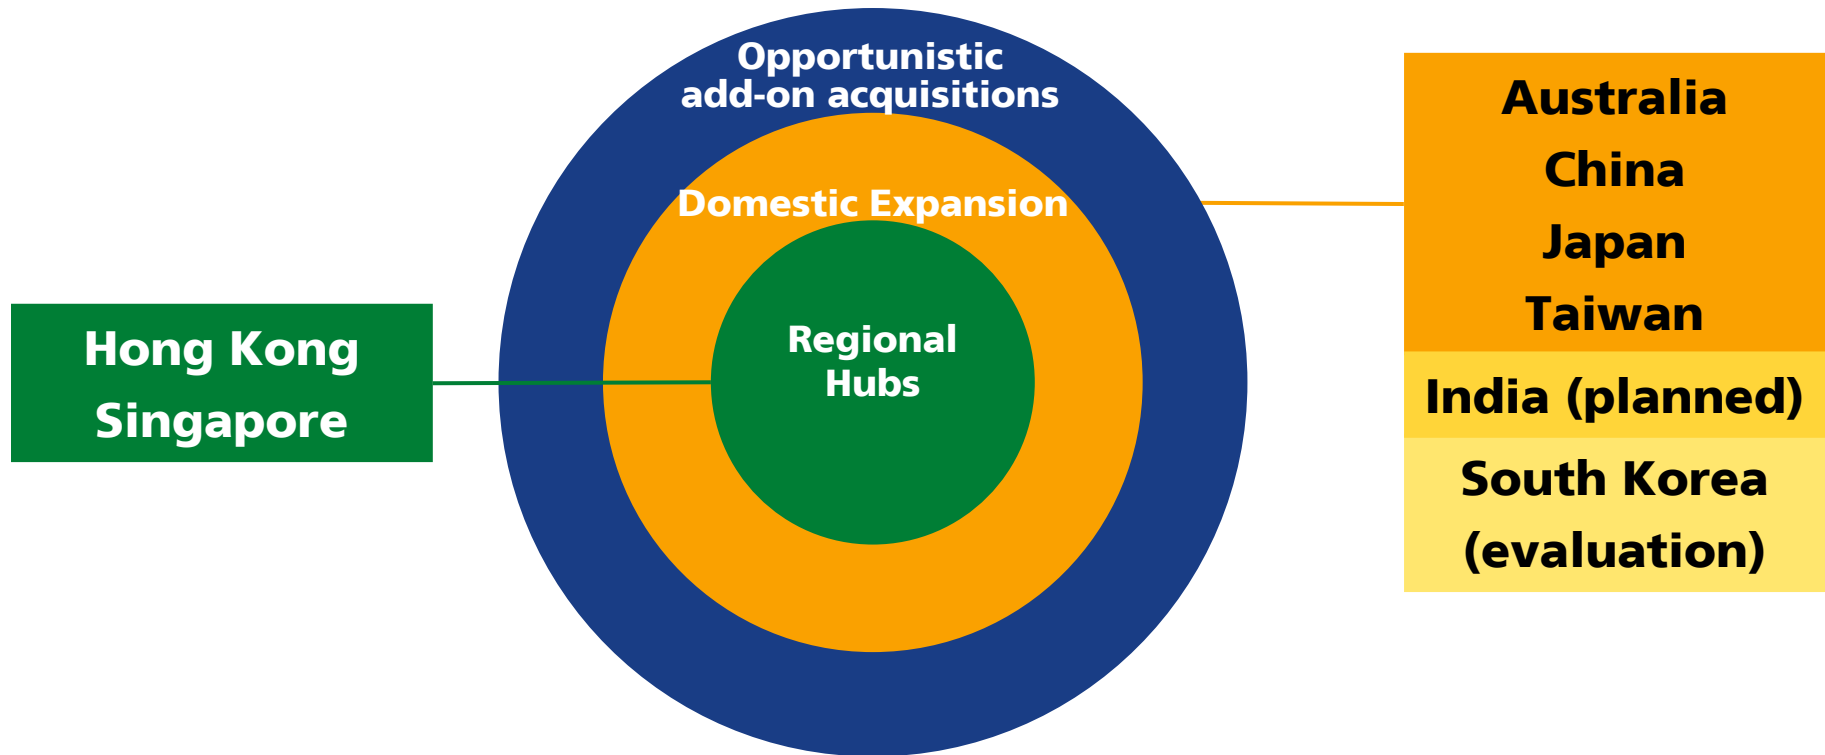 Opportunistic
add-on acquisitions
Domestic Expansion
Regional
Hubs
Hong Kong
Singapore
Australia
China
Japan
Taiwan
India (planned)
South Korea
(evaluation)